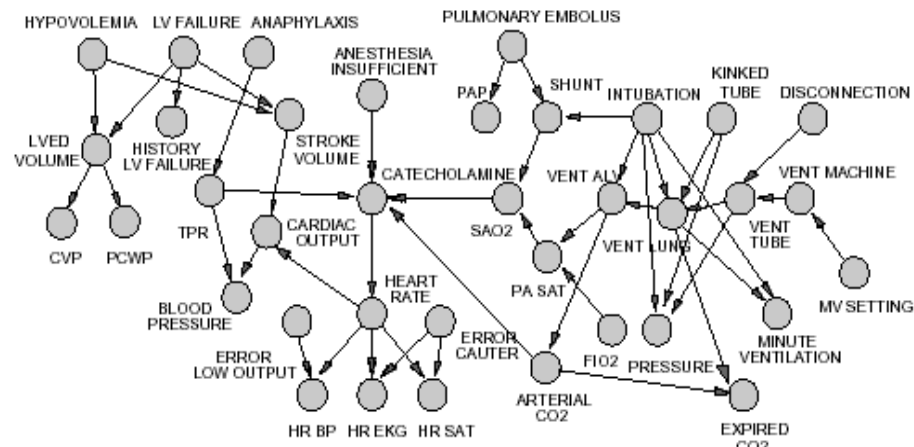 HYPOVOLEMIA
LV FAILURE
ANAPHYLAXIS
PULMONARY EMBOLUS
ANESTHESIA
INSUFFICIENT
PAP
SHUNT
INTUBATION
KINKED
TUBE
DISCONNECTION
LVED
VOLUME
HISTORY
LV FAILURE
STROKE
VOLUME
CATECHOLAMINE
VENT ALV
VENT MACHINE
CVP
PCWP
TPR
CARDIAC
OUTPUT
SAO2
VENT LUNG
VENT
TUBE
PA SAT
MV SETTING
BLOOD
PRESSURE
HEART
RATE
ERROR
LOW OUTPUT
ERROR
CAUTER
FIO2
PRESSURE
MINUTE
VENTILATION
HR BP
HR EKG
HR SAT
ARTERIAL
CO2
EXPIRED
CO2